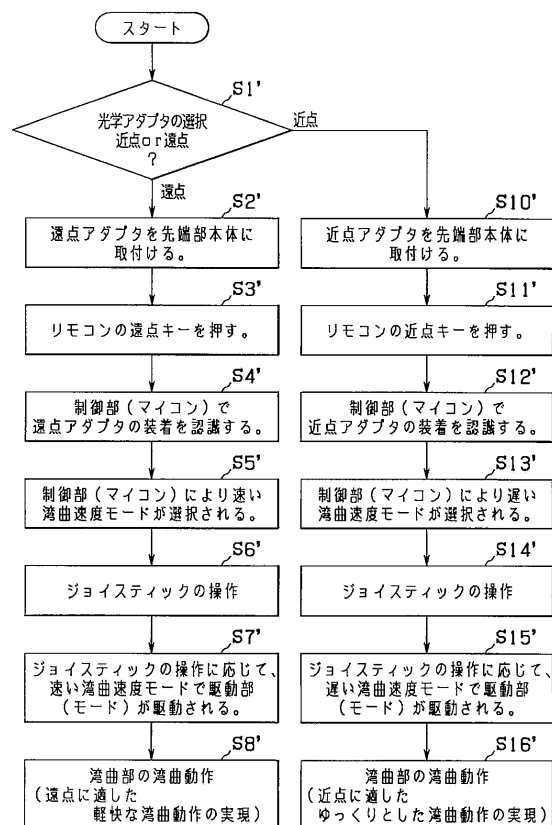 スタート
S1'
光学アダプタの選択
近点or遠点
?
近点
遠点
S2'
遠点アダプタを先端部本体に
取付ける。
S3'
リモコンの遠点キーを押す。
S4'
制御部(マイコン)で
遠点アダプタの装着を認識する。
S5'
制御部(マイコン)により速い
湾曲速度モードが選択される。
S6'
ジョイスティックの操作
S7'
ジョイスティックの操作に応じて、
速い湾曲速度モードで駆動部
(モード)が駆動される。
S8'
湾曲部の湾曲動作
(遠点に適した
軽快な湾曲動作の実現)
S10'
近点アダプタを先端部本体に
取付ける。
S11'
リモコンの近点キーを押す。
S12'
制御部(マイコン)で
近点アダプタの装着を認識する。
S13'
制御部(マイコン)により遅い
湾曲速度モードが選択される。
S14'
ジョイスティックの操作
S15'
ジョイスティックの操作に応じて、
遅い湾曲速度モードで駆動部
(モード)が駆動される。
S16'
湾曲部の湾曲動作
(近点に適した
ゆっくりとした湾曲動作の実現)